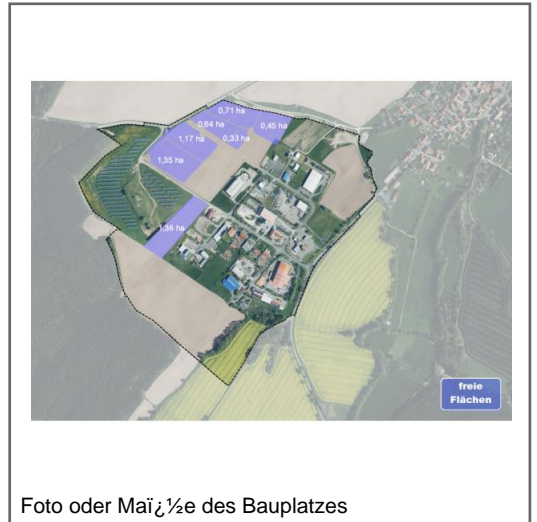 0,71 ha
0,64 ha
0,45 ha
1,17 ha
0,33 ha
1,35 ha
1,36 ha
freie
Flächen
Foto oder Maï¿½e des Bauplatzes